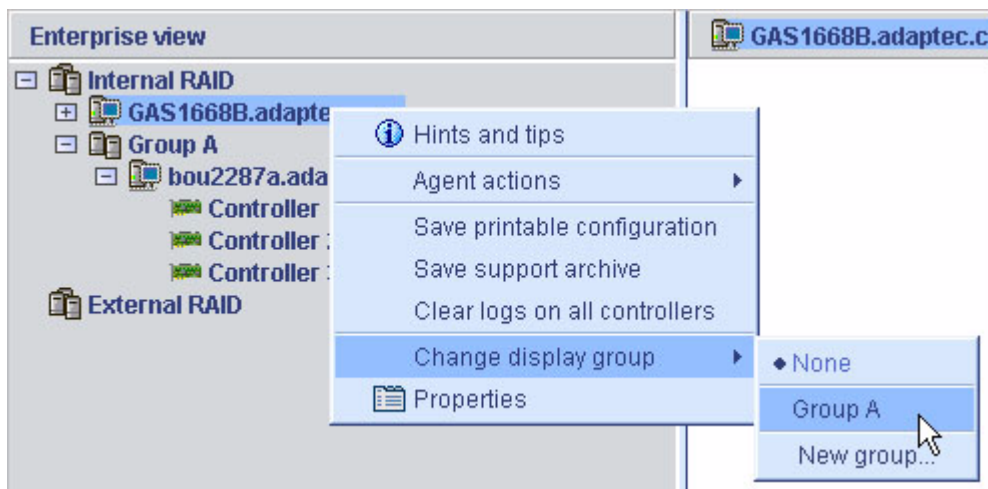 Enterprise view
GAS1668B.adaptec.c
Internal RAID
GAS1668B.adapte
Group A
bou2287a.ada
Controller
Controller
Controller
External RAID
Hints and tips
Agent actions
Save printable configuration
Save support archive
Clear logs on all controllers
Change display group
Properties
None
Group A
New group...